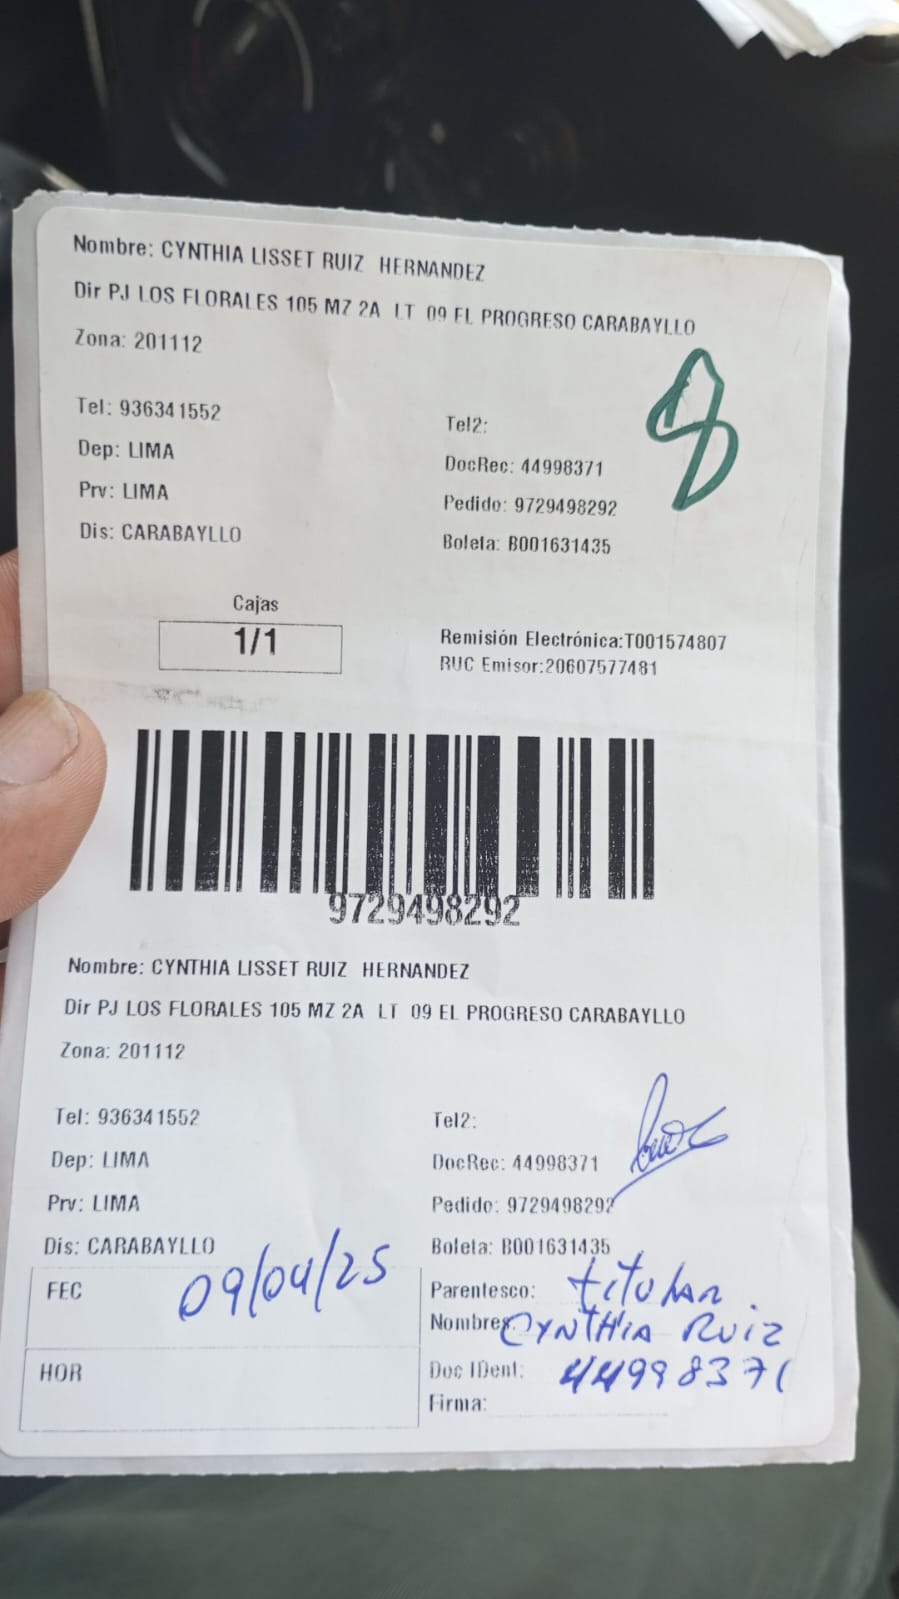 Nombre: CYNTHIA LISSET RUIZ HERNANDEZ
Dir PJ LOS FLORALES 105 MZ 2A LT 09 EL PROGRESO CARABAYLLO
Zona: 201112
8
Tel: 936341552
Tel2:
Dep: LIMA
DocRec: 44998371
Prv: LIMA
Pedido: 9729498292
Dis: CARABAYLLO
Boleta: B001631435
Cajas
1/1
Remisión Electrónica:T001574807
RUC Emisor:20607577481
9729498292
Nombre: CYNTHIA LISSET RUIZ HERNANDEZ
Dir PJ LOS FLORALES 105 MZ 2A LT 09 EL PROGRESO CARABAYLLO
Zona: 201112
Tel: 936341552
Tel2:
Dep: LIMA
DocRec: 44998371
Prv: LIMA
Pedido: 9729498292
Dis: CARABAYLLO
Boleta: B001631435
FEC 09/04/25
Parentesco: titular.
Nombres: CYNTHIA RUIZ
HOR
Doc IDent: 44998371
Firma: